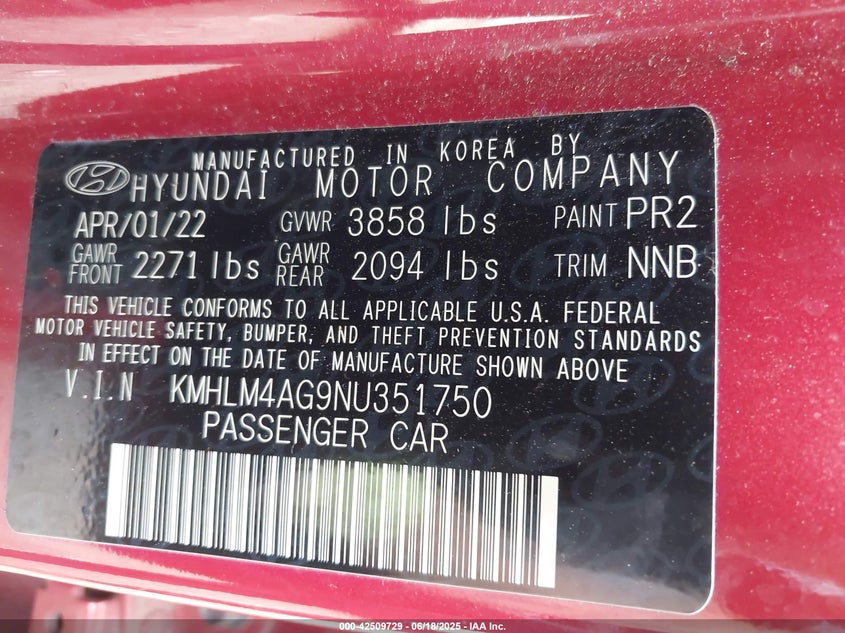 MANUFACTURED IN KOREA BY
HYUNDAI MOTOR COMPANY
APR/01/22 GVWR 3858 lbs PAINT PR2
GAWR FRONT 2271 lbs GAWR REAR 2094 lbs TRIM NNB
THIS VEHICLE CONFORMS TO ALL APPLICABLE U.S.A. FEDERAL
MOTOR VEHICLE SAFETY, BUMPER, AND THEFT PREVENTION STANDARDS
IN EFFECT ON THE DATE OF MANUFACTURE SHOWN ABOVE
V.I.N KMHLM4AG9NU351750
PASSENGER CAR
000-42509729 - 06/18/2025 - IAA Inc.